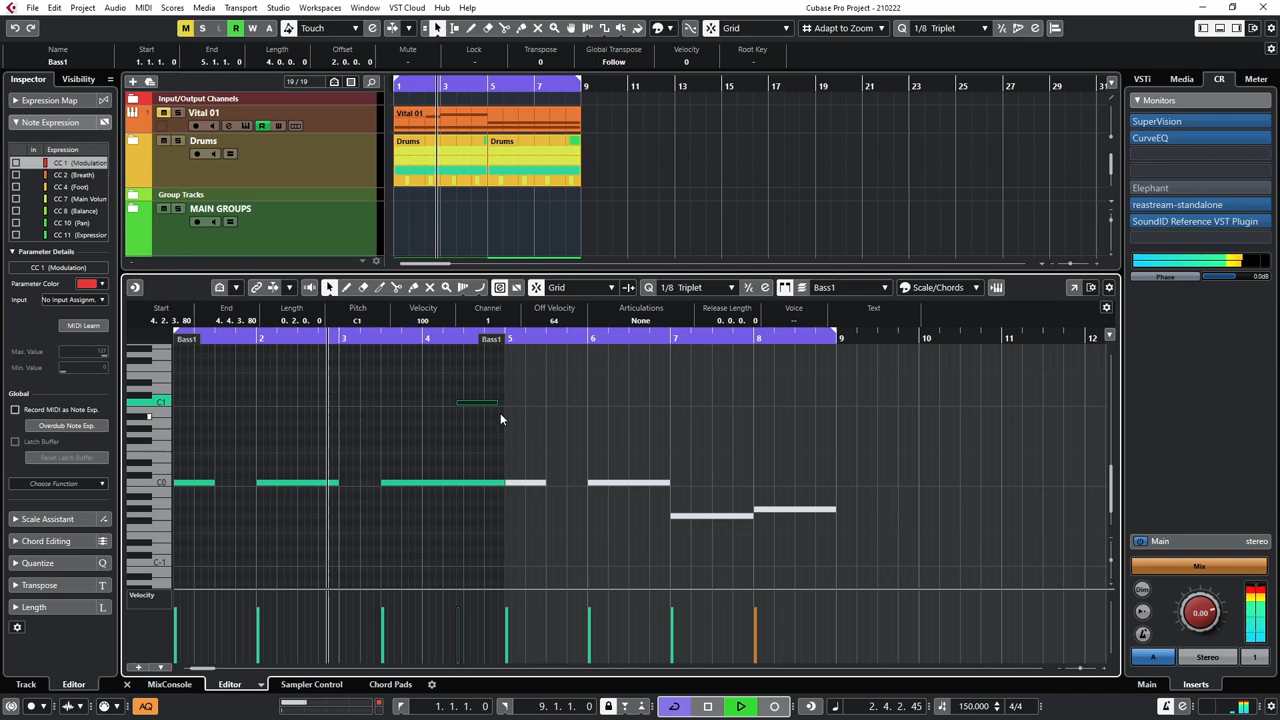 File Edit Project Audio MIDI Scores Media Transport Studio Workspaces Window VST Cloud Hub Help
Cubase Pro Project - 210222
M S L R W A Touch Grid Adapt to Zoom Q 1/8 Triplet
Name Start End Length Offset Mute Lock Transpose Global Transpose Velocity Root Key
Bass1 1. 1. 1. 0 5. 1. 1. 0 4. 0. 0. 0 2. 0. 0. 0 - - 0 Follow 0 -
Inspector Visibility
19 / 19
1 3 5 7 9 11 13 15 17 19 21 23 25 27 29 31
VSTi Media CR Meter
Expression Map
Note Expression
In Expression
CC 1 (Modulation
CC 2 (Breath)
CC 4 (Foot)
CC 7 (Main Volum
CC 8 (Balance)
CC 10 (Pan)
CC 11 (Expression
Parameter Details
CC 1 (Modulation)
Parameter Color
Input No Input Assignm.
MIDI Learn
Max. Value 127
Min. Value 0
Global
Record MIDI as Note Exp.
Overdub Note Exp.
Latch Buffer
Reset Latch Buffer
Choose Function
Scale Assistant
Chord Editing
Quantize Q
Transpose T
Length L
Input/Output Channels
1 M S Vital 01
R W
Vital 01
M S Drums
Drums Drums
Group Tracks
M S MAIN GROUPS
Monitors
SuperVision
CurveEQ
Elephant
reastream-standalone
SoundID Reference VST Plugin
Phase 0.0dB
Grid Q 1/8 Triplet Bass1 Scale/Chords
Start End Length Pitch Velocity Channel Off Velocity Articulations Release Length Voice Text
4. 2. 3. 80 4. 4. 3. 80 0. 2. 0. 0 C1 100 1 64 None 0. 0. 0. 0 --
Bass1 2 3 4 Bass1 5 6 7 8 9 10 11 12
C1
C0
C-1
Velocity
Main stereo
Mix
Dim
0.00
A Stereo 1
Track Editor MixConsole Editor Sampler Control Chord Pads Main Inserts
AQ 1. 1. 1. 0 9. 1. 1. 0 2. 4. 2. 45 150.000 4/4